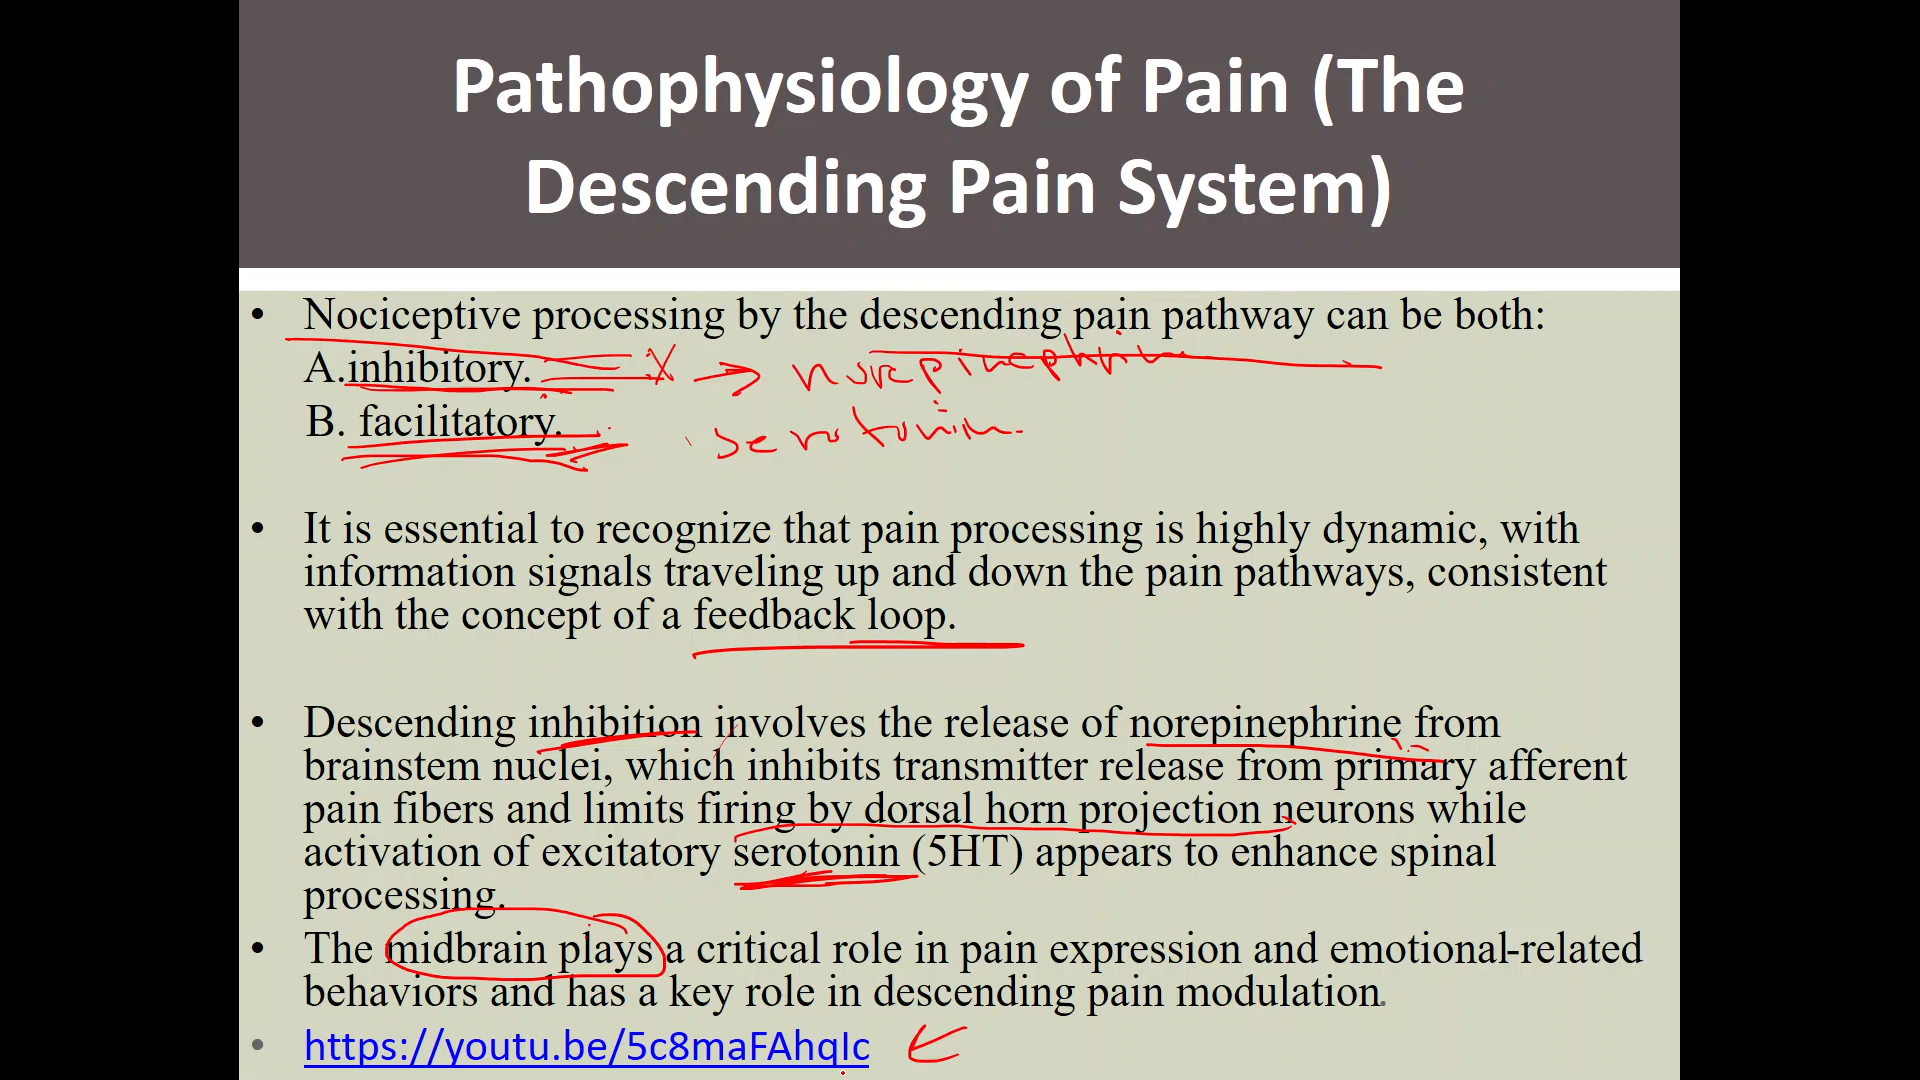 Pathophysiology of Pain (The
Descending Pain System)
• Nociceptive processing by the descending pain pathway can be both:
A.inhibitory. → norepinephrin
B. facilitatory. serotonin.
• It is essential to recognize that pain processing is highly dynamic, with
information signals traveling up and down the pain pathways, consistent
with the concept of a feedback loop.
• Descending inhibition involves the release of norepinephrine from
brainstem nuclei, which inhibits transmitter release from primary afferent
pain fibers and limits firing by dorsal horn projection neurons while
activation of excitatory serotonin (5HT) appears to enhance spinal
processing.
• The midbrain plays a critical role in pain expression and emotional-related
behaviors and has a key role in descending pain modulation.
• https://youtu.be/5c8maFAhqIc